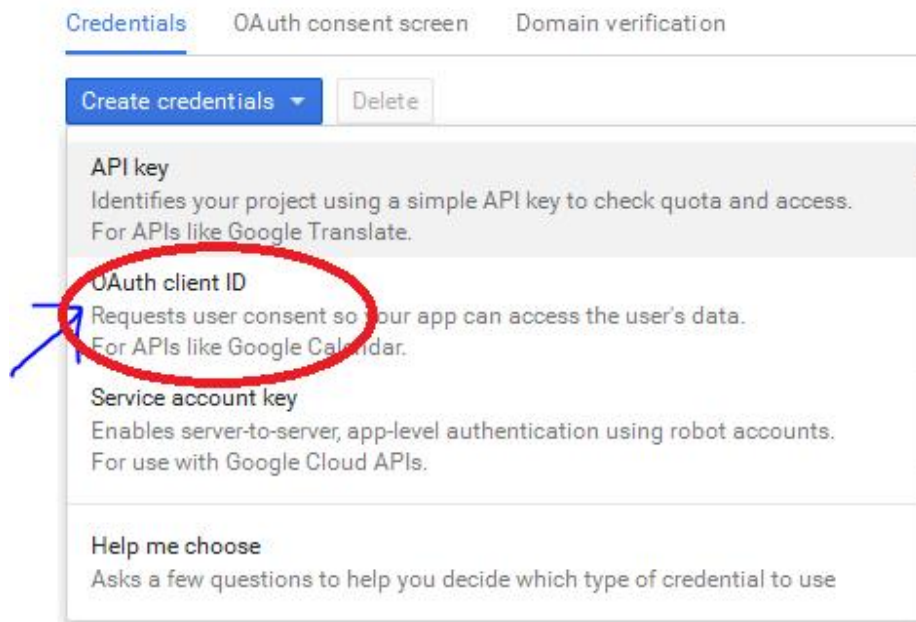 Credentials OAuth consent screen Domain verification
Create credentials Delete
API key
Identifies your project using a simple API key to check quota and access.
For APIs like Google Translate.
OAuth client ID
Requests user consent so your app can access the user's data.
For APIs like Google Calendar.
Service account key
Enables server-to-server, app-level authentication using robot accounts.
For use with Google Cloud APIs.
Help me choose
Asks a few questions to help you decide which type of credential to use